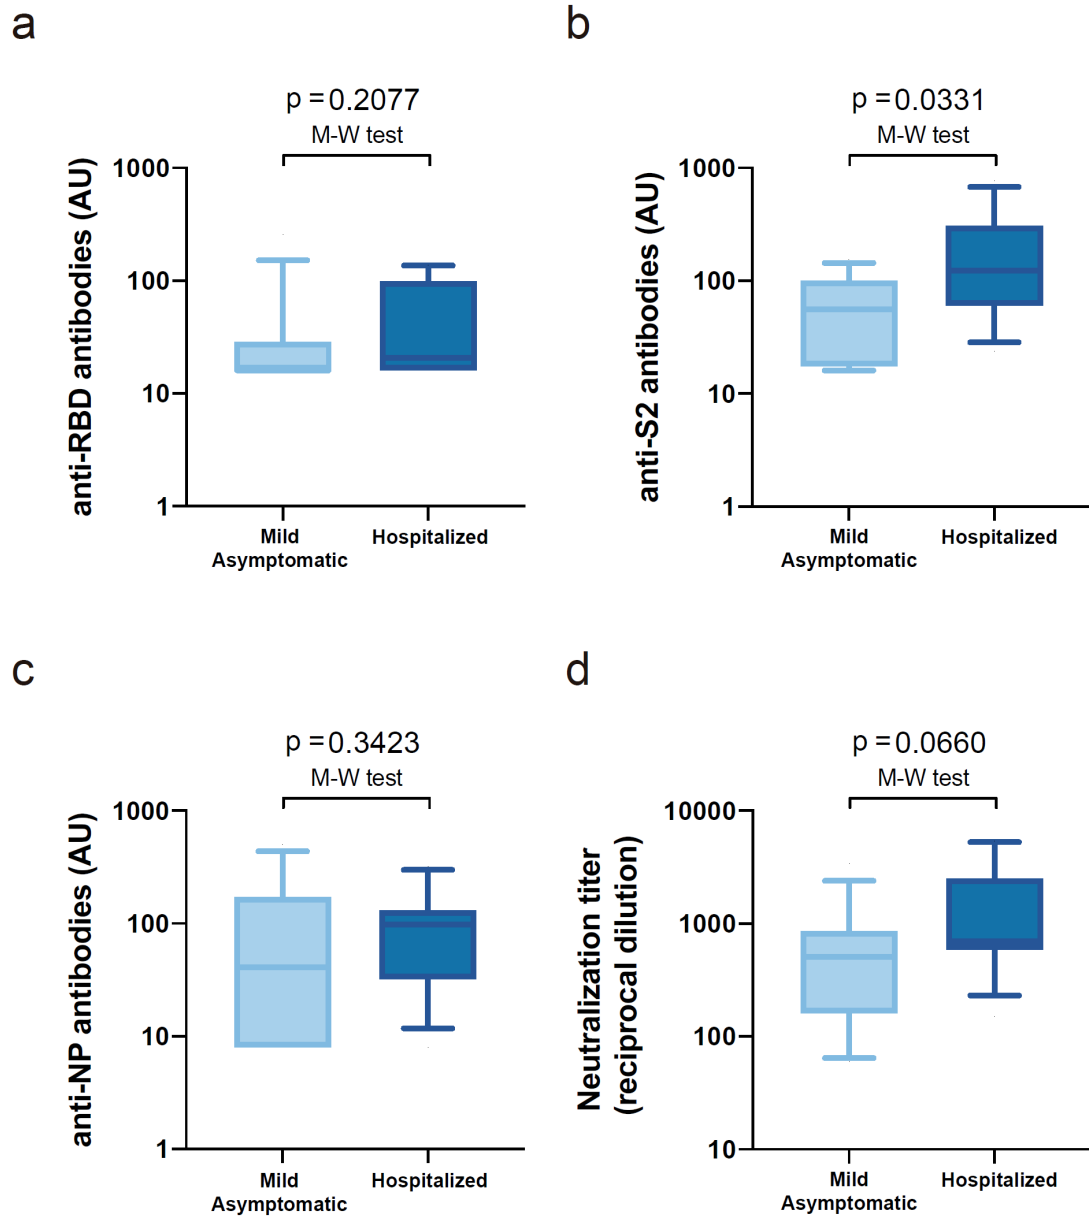 a
p = 0.2077
M-W test
anti-RBD antibodies (AU)
1000
100
10
1
Mild
Asymptomatic
Hospitalized
b
p = 0.0331
M-W test
anti-S2 antibodies (AU)
1000
100
10
1
Mild
Asymptomatic
Hospitalized
c
p = 0.3423
M-W test
anti-NP antibodies (AU)
1000
100
10
1
Mild
Asymptomatic
Hospitalized
d
p = 0.0660
M-W test
Neutralization titer
(reciprocal dilution)
10000
1000
100
10
Mild
Asymptomatic
Hospitalized